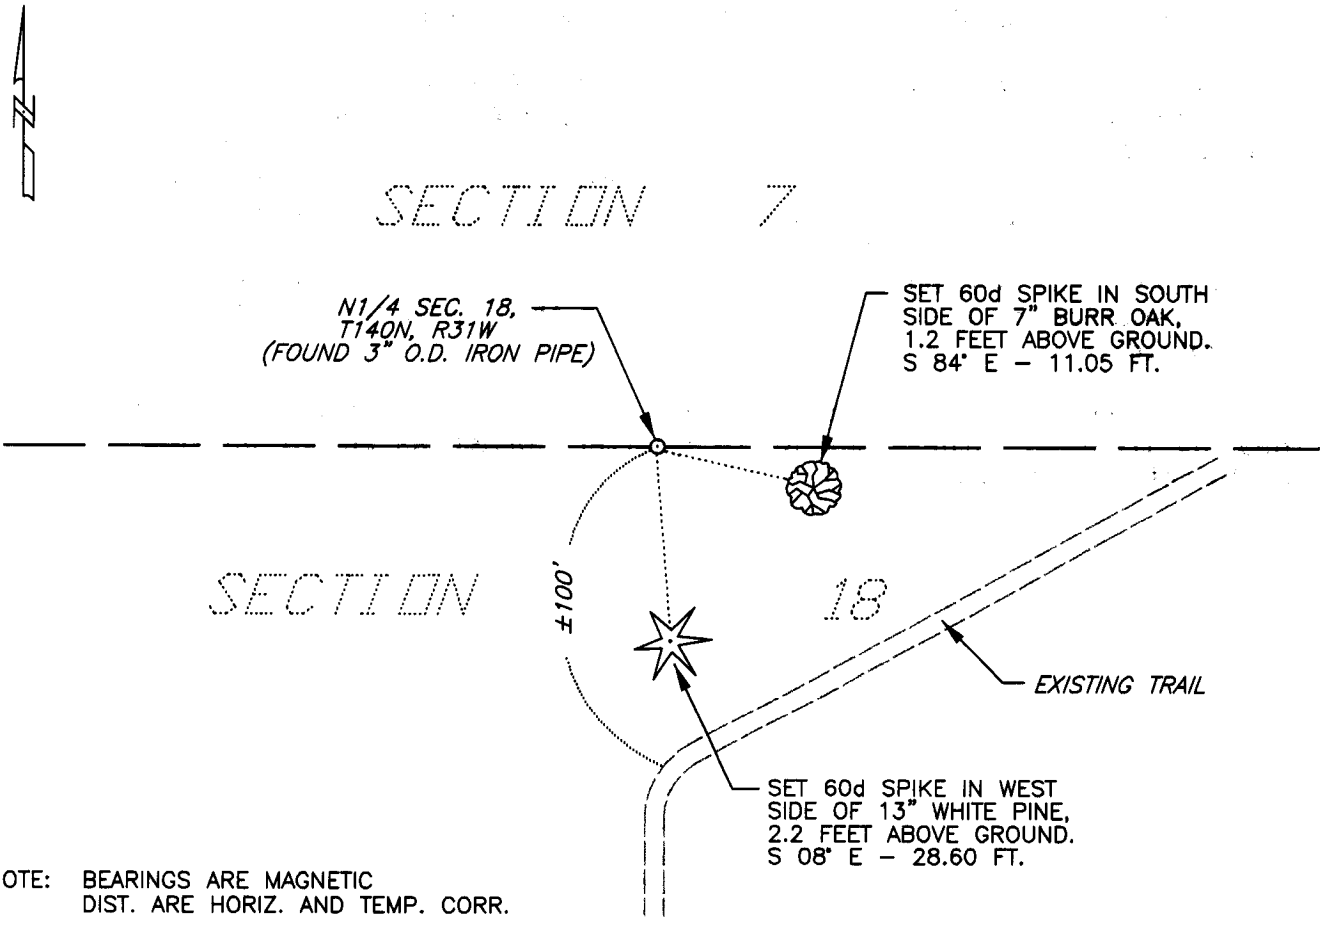 N
SECTION 7
N1/4 SEC. 18,
T140N, R31W
(FOUND 3" O.D. IRON PIPE)
SET 60d SPIKE IN SOUTH
SIDE OF 7" BURR OAK,
1.2 FEET ABOVE GROUND.
S 84° E - 11.05 FT.
SECTION 18
±100'
EXISTING TRAIL
SET 60d SPIKE IN WEST
SIDE OF 13" WHITE PINE,
2.2 FEET ABOVE GROUND.
S 08° E - 28.60 FT.
OTE: BEARINGS ARE MAGNETIC
DIST. ARE HORIZ. AND TEMP. CORR.